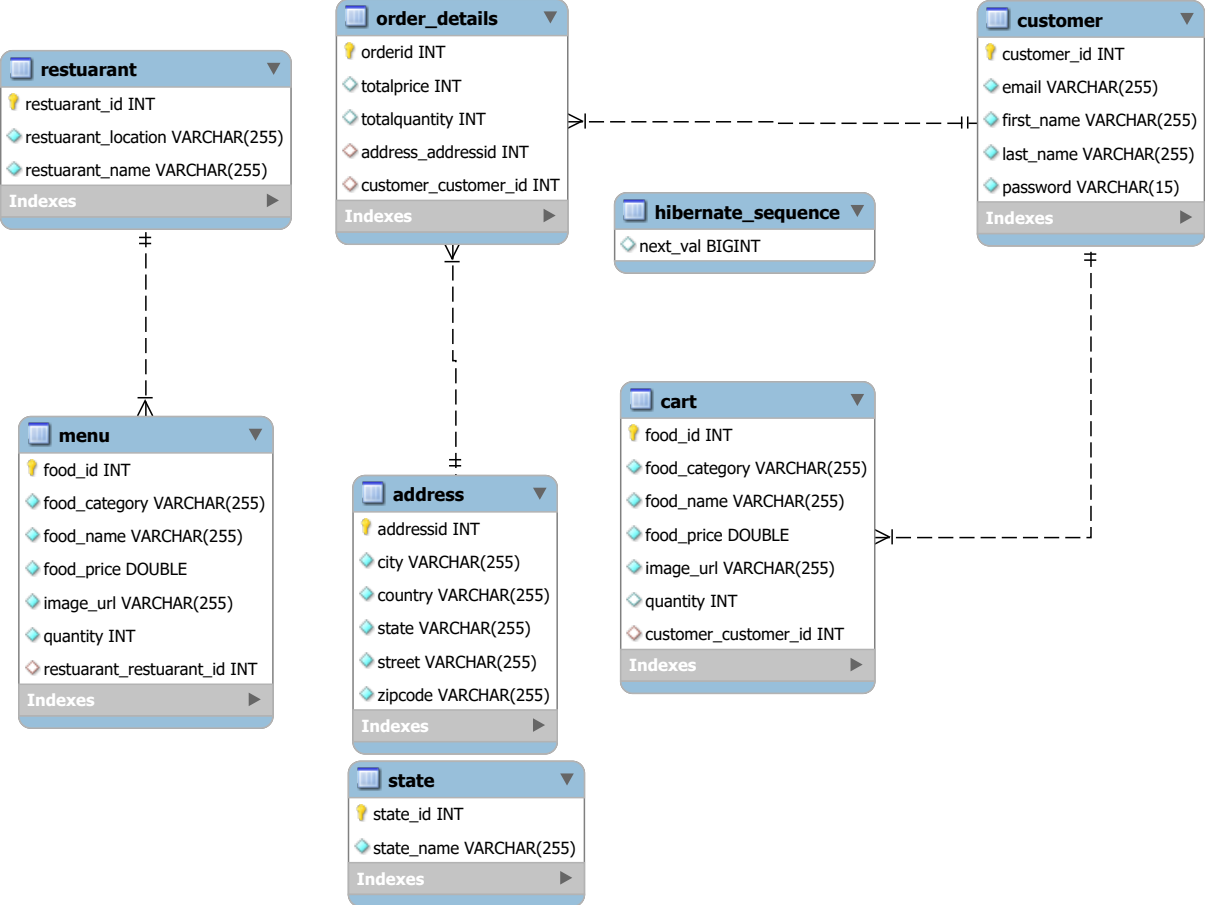 restuarant
restuarant_id INT
restuarant_location VARCHAR(255)
restuarant_name VARCHAR(255)
Indexes
order_details
orderid INT
totalprice INT
totalquantity INT
address_addressid INT
customer_customer_id INT
Indexes
customer
customer_id INT
email VARCHAR(255)
first_name VARCHAR(255)
last_name VARCHAR(255)
password VARCHAR(15)
Indexes
hibernate_sequence
next_val BIGINT
menu
food_id INT
food_category VARCHAR(255)
food_name VARCHAR(255)
food_price DOUBLE
image_url VARCHAR(255)
quantity INT
restuarant_restuarant_id INT
Indexes
address
addressid INT
city VARCHAR(255)
country VARCHAR(255)
state VARCHAR(255)
street VARCHAR(255)
zipcode VARCHAR(255)
Indexes
cart
food_id INT
food_category VARCHAR(255)
food_name VARCHAR(255)
food_price DOUBLE
image_url VARCHAR(255)
quantity INT
customer_customer_id INT
Indexes
state
state_id INT
state_name VARCHAR(255)
Indexes